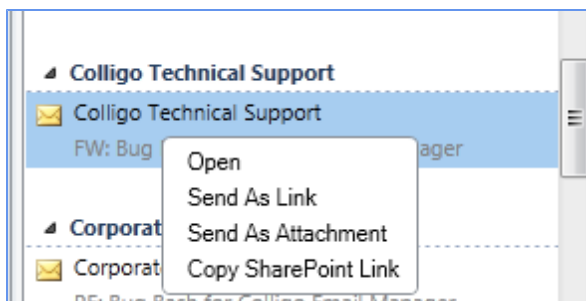 Colligo Technical Support
Colligo Technical Support
FW: Bug ager
Open
Send As Link
Corporat
Send As Attachment
Corporat
Copy SharePoint Link
RE: Bug Bash for Colligo Email Manager